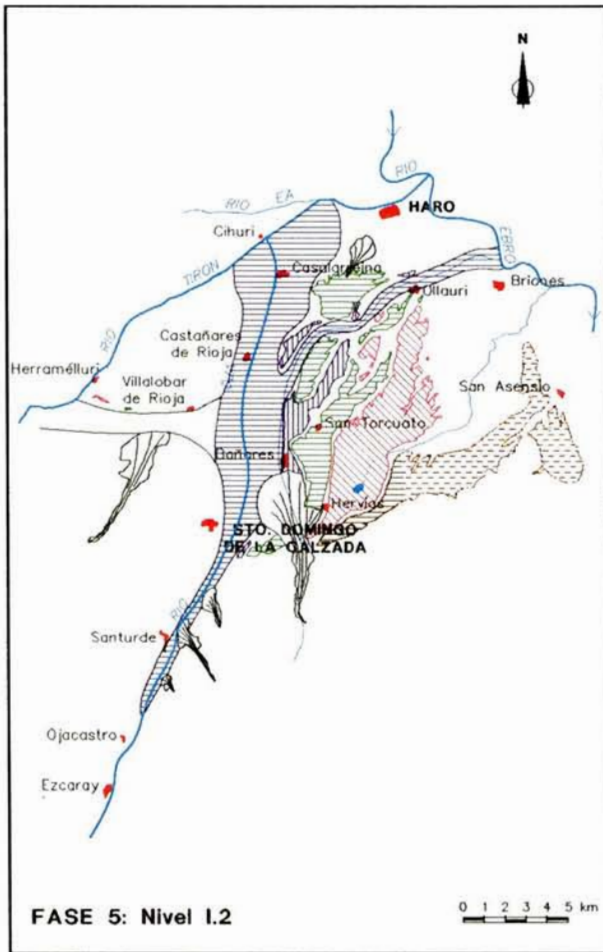 N
RIO
RIO EA
HARO
Cihuri
EBRO
TIRON
Casalarreina
Ollauri
Briones
RIO
Castañares
de Rioja
Herramélluri
Villalobar
de Rioja
San Asensio
San Torcuato
Bañares
Hervías
STO. DOMINGO
DE LA CALZADA
RIO
Santurde
Ojacastro
Ezcaray
FASE 5: Nivel I.2
0 1 2 3 4 5 km